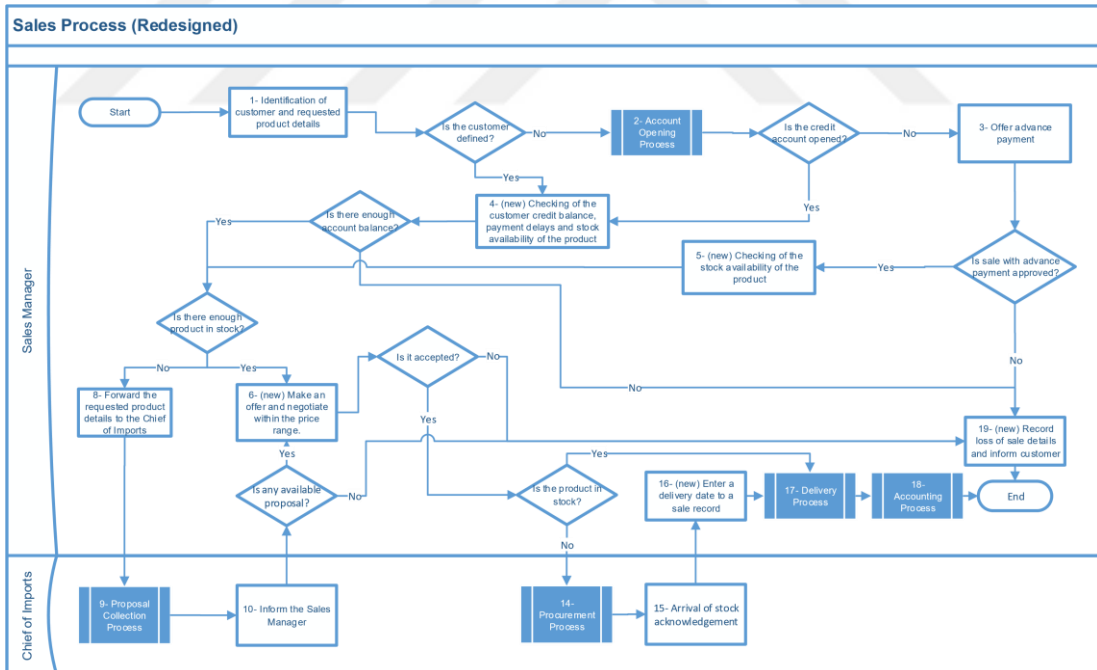 Sales Process (Redesigned)
Sales Manager
Start
1- Identification of
customer and requested
product details
Is the customer
defined?
No
2- Account
Opening
Process
Is the credit
account opened?
No
3- Offer advance
payment
Yes
Yes
Is there enough
account balance?
Yes
4- (new) Checking of the
customer credit balance,
payment delays and stock
availability of the product
5- (new) Checking of the
stock availability of the
product
Yes
Is sale with advance
payment approved?
Is there enough
product in stock?
No
Yes
Is it accepted?
No
No
No
8- Forward the
requested product
details to the Chief
of Imports
6- (new) Make an
offer and negotiate
within the price
range.
Yes
19- (new) Record
loss of sale details
and inform customer
Yes
Is any available
proposal?
No
Yes
Is the product in
stock?
16- (new) Enter a
delivery date to a
sale record
17- Delivery
Process
18-
Accounting
Process
End
No
Chief of Imports
9- Proposal
Collection
Process
10- Inform the Sales
Manager
14-
Procurement
Process
15- Arrival of stock
acknowledgement